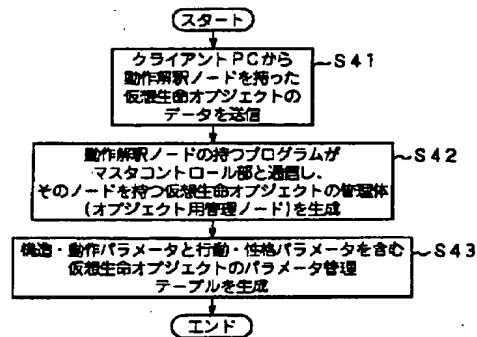 スタート
クライアントPCから
動作解釈ノードを持った
仮想生命オブジェクトの
データを送信
S41
動作解釈ノードの持つプログラムが
マスタコントロール部と通信し、
そのノードを持つ仮想生命オブジェクトの管理体
(オブジェクト用管理ノード)を生成
S42
構造・動作パラメータと行動・性格パラメータを含む
仮想生命オブジェクトのパラメータ管理
テーブルを生成
S43
エンド